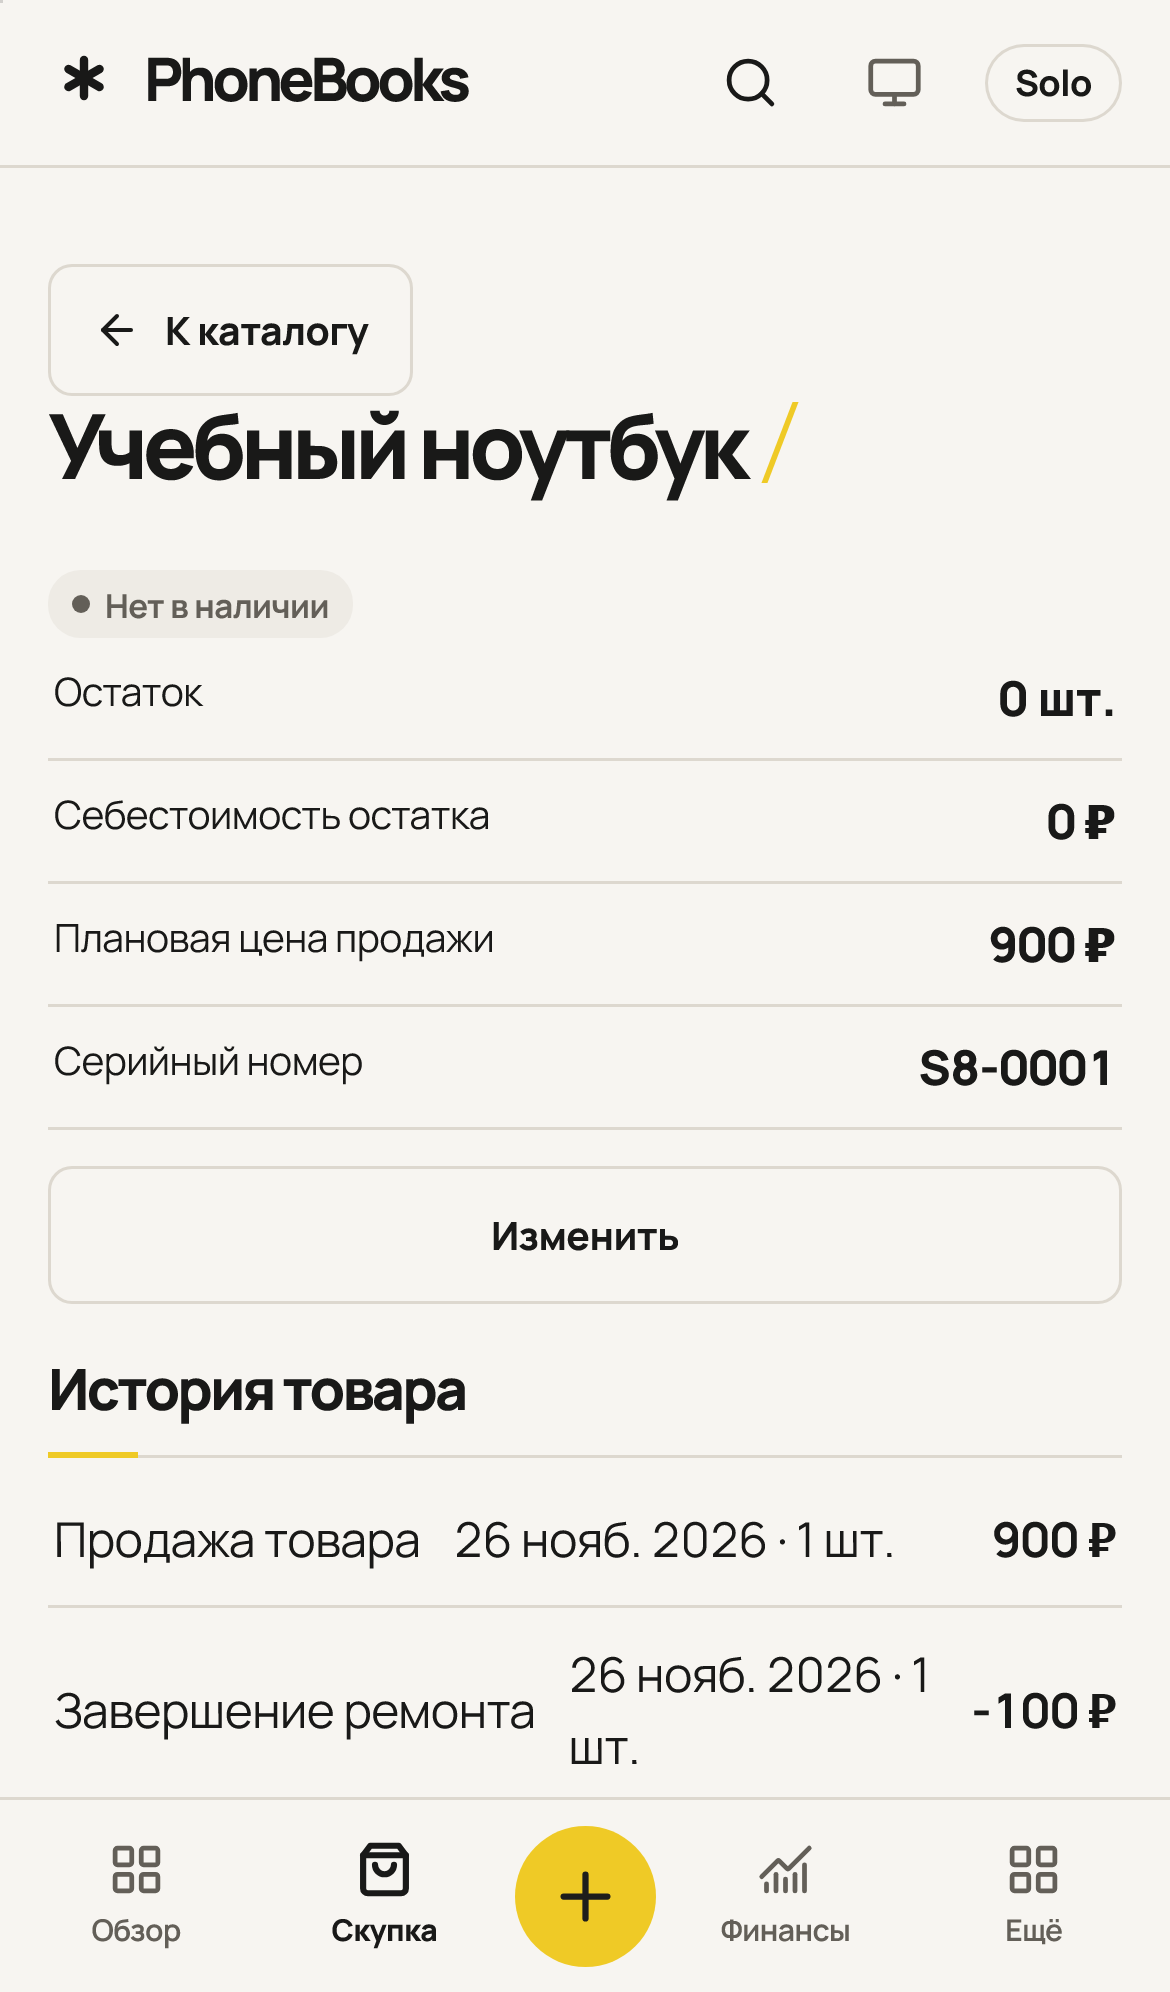 PhoneBooks
Solo
К каталогу
Учебный ноутбук /
Нет в наличии
Остаток 0 шт.
Себестоимость остатка 0 ₽
Плановая цена продажи 900 ₽
Серийный номер S8-0001
Изменить
История товара
Продажа товара 26 нояб. 2026 · 1 шт. 900 ₽
Завершение ремонта 26 нояб. 2026 · 1 шт. -100 ₽
Обзор
Скупка
Финансы
Ещё